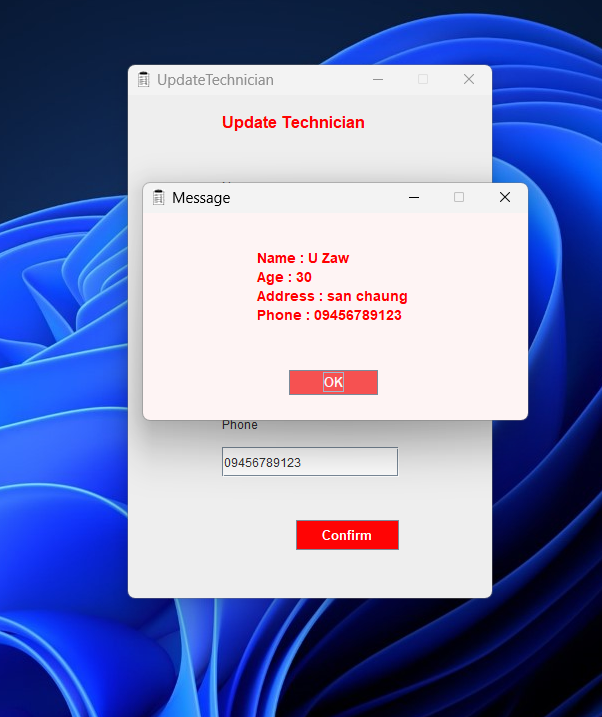 UpdateTechnician
Update Technician
Message
Name : U Zaw
Age : 30
Address : san chaung
Phone : 09456789123
OK
Phone
09456789123
Confirm